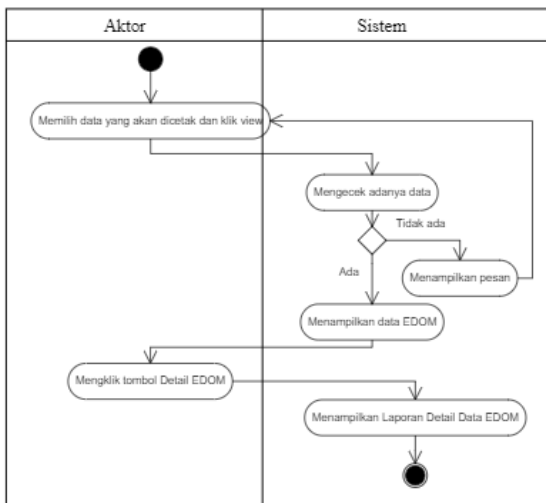 Aktor
Sistem
Memilih data yang akan dicetak dan klik view
Mengecek adanya data
Tidak ada
Ada
Menampilkan pesan
Menampilkan data EDOM
Mengklik tombol Detail EDOM
Menampilkan Laporan Detail Data EDOM